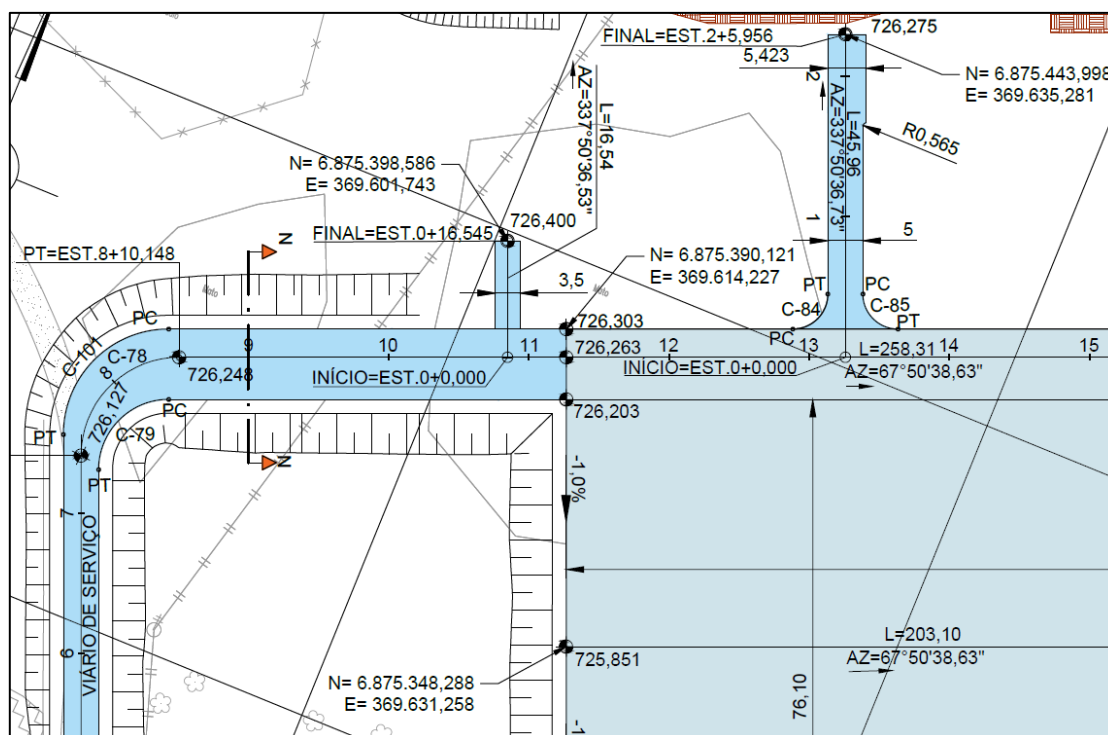 726,275
FINAL=EST.2+5,956
5,423
N= 6.875.443,998
E= 369.635,281
2
AZ=337°50'36,73"
L=45,96
R0,565
AZ=337°50'36,53"
L=16,54
N= 6.875.398,586
E= 369.601,743
726,400
FINAL=EST.0+16.545
PT=EST.8+10,148
N
Mato
N= 6.875.390,121
E= 369.614,227
1
5
3,5
Mato
PT
PC
C-84
C-85
PC
PT
726,303
PC
C-101
C-78
8
9
10
11
12
13
14
15
726,263
726,248
INÍCIO=EST.0+0,000
INÍCIO=EST.0+0,000
L=258,31
AZ=67°50'38,63"
726,127
PC
726,203
PT
C-79
PT
N
-1,0%
7
VIÁRIO DE SERVIÇO
6
L=203,10
AZ=67°50'38,63"
725,851
N= 6.875.348,288
E= 369.631,258
76,10
-1